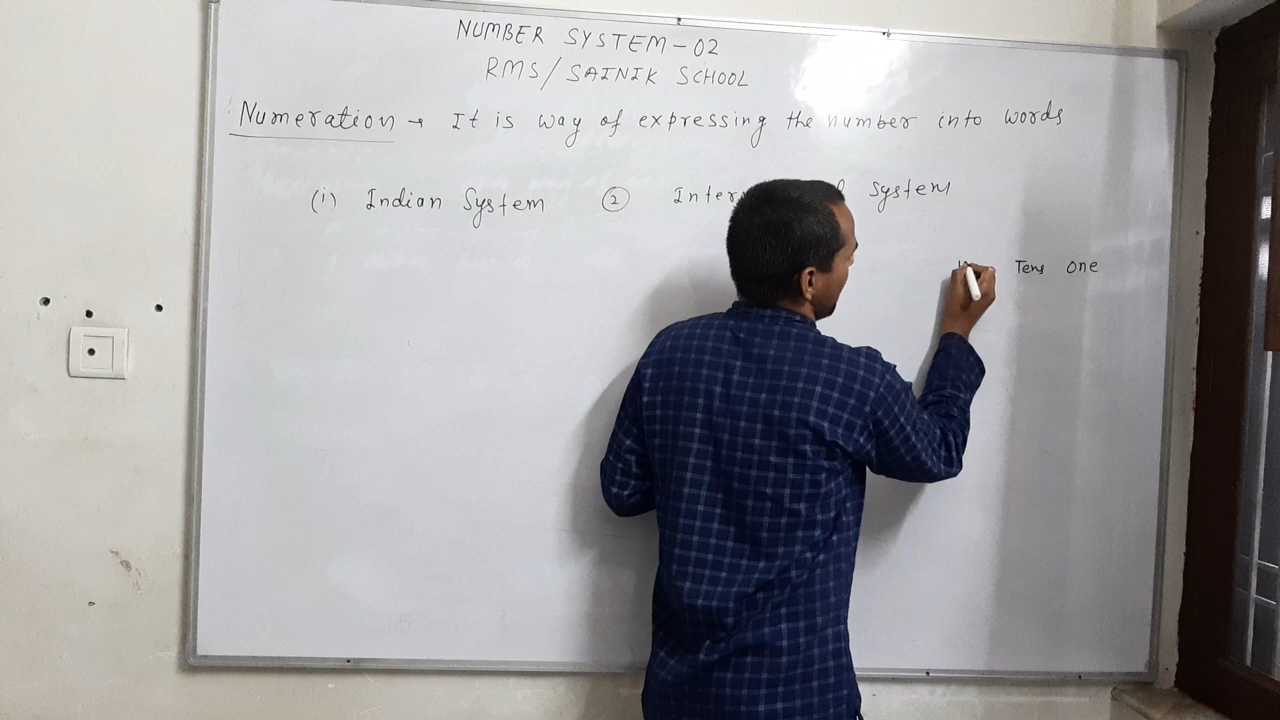 NUMBER SYSTEM-02
RMS/SAINIK SCHOOL
Numeration → It is way of expressing the number into words
(i) Indian System ② System
Tens One